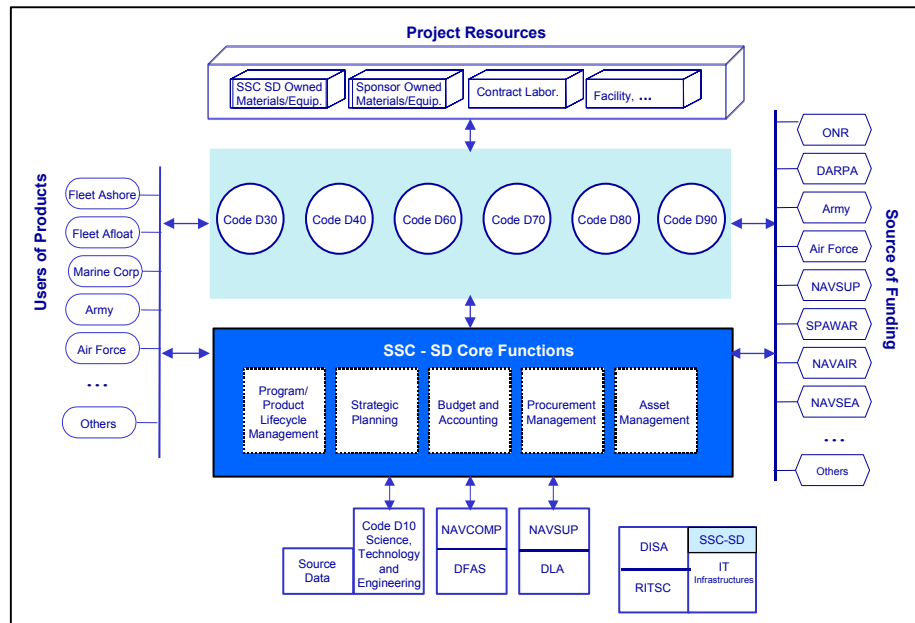 Project Resources
SSC SD Owned
Materials/Equip.
Sponsor Owned
Materials/Equip.
Contract Labor.
Facility, ...
Users of Products
Fleet Ashore
Fleet Afloat
Marine Corp
Army
Air Force
...
Others
Code D30
Code D40
Code D60
Code D70
Code D80
Code D90
Source of Funding
ONR
DARPA
Army
Air Force
NAVSUP
SPAWAR
NAVAIR
NAVSEA
...
Others
SSC - SD Core Functions
Program/
Product
Lifecycle
Management
Strategic
Planning
Budget and
Accounting
Procurement
Management
Asset
Management
Source
Data
Code D10
Science,
Technology
and
Engineering
NAVCOMP
DFAS
NAVSUP
DLA
DISA
SSC-SD
RITSC
IT
Infrastructures